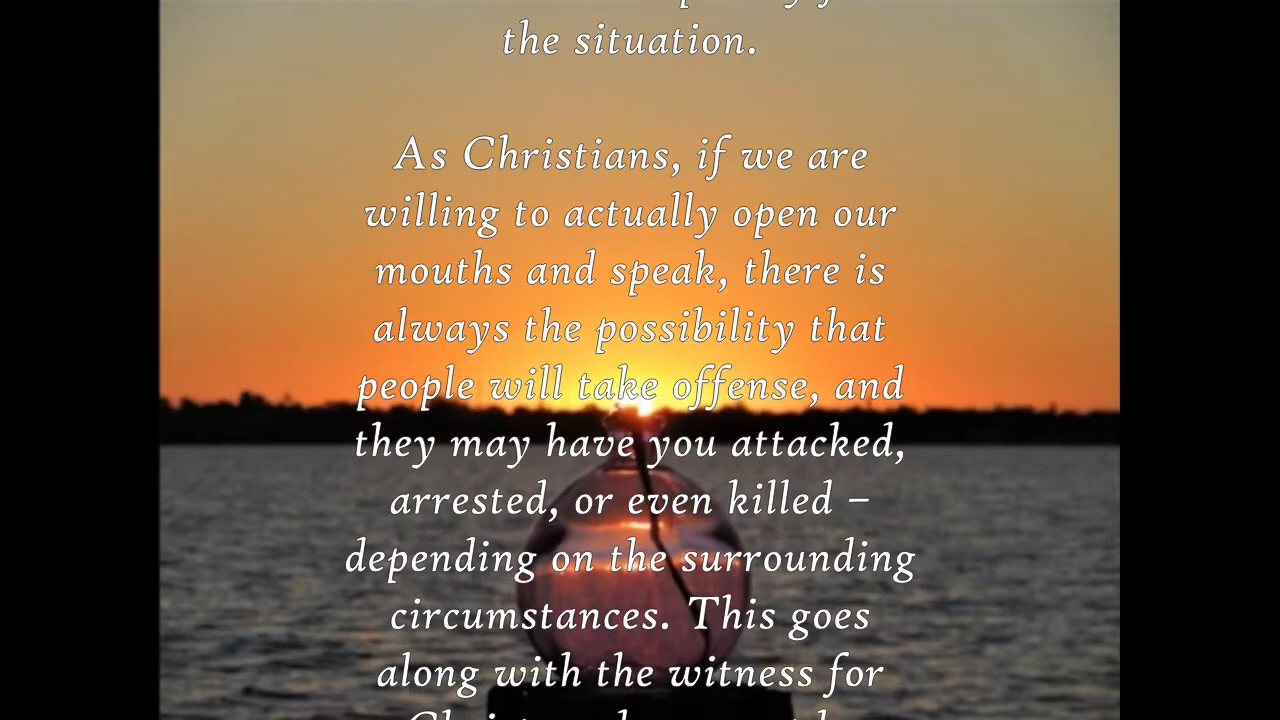 the situation.
As Christians, if we are
willing to actually open our
mouths and speak, there is
always the possibility that
people will take offense, and
they may have you attacked,
arrested, or even killed –
depending on the surrounding
circumstances. This goes
along with the witness for